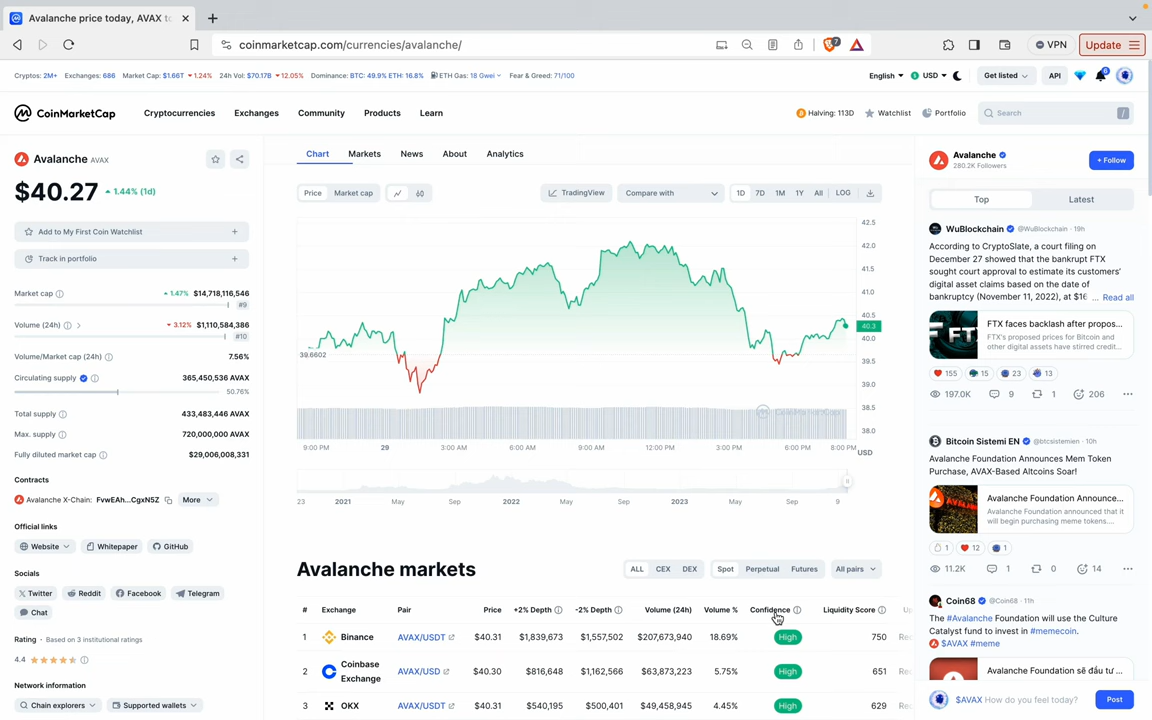 Avalanche price today, AVAX to
coinmarketcap.com/currencies/avalanche/
7
VPN
Update
Cryptos: 2M+ Exchanges: 686 Market Cap: $1.66T 1.24% 24h Vol: $70.17B 12.05% Dominance: BTC: 49.9% ETH: 16.8% ETH Gas: 18 Gwei Fear & Greed: 71/100
English USD Get listed API 6
CoinMarketCap
Cryptocurrencies Exchanges Community Products Learn
Halving: 113D Watchlist Portfolio Search /
Avalanche AVAX
$40.27 1.44% (1d)
Add to My First Coin Watchlist +
Track in portfolio +
Market cap 1.47% $14,718,116,546
#9
Volume (24h) 3.12% $1,110,584,386
#10
Volume/Market cap (24h) 7.56%
Circulating supply 365,450,536 AVAX
50.76%
Total supply 433,483,446 AVAX
Max. supply 720,000,000 AVAX
Fully diluted market cap $29,006,008,331
Contracts
Avalanche X-Chain: FvwEAh...CgxN5Z More
Official links
Website Whitepaper GitHub
Socials
Twitter Reddit Facebook Telegram
Chat
Rating · Based on 3 institutional ratings
4.4
Network information
Chain explorers Supported wallets
Chart Markets News About Analytics
Price Market cap TradingView Compare with 1D 7D 1M 1Y All LOG
42.5
42.0
41.5
41.0
40.5
40.3
40.0
39.5
39.0
38.5
38.0
39.6602
CoinMarketCap
9:00 PM 29 3:00 AM 6:00 AM 9:00 AM 12:00 PM 3:00 PM 6:00 PM 8:00 PM USD
23 2021 May Sep 2022 May Sep 2023 May Sep 9
Avalanche markets
ALL CEX DEX Spot Perpetual Futures All pairs
# Exchange Pair Price +2% Depth -2% Depth Volume (24h) Volume % Confidence Liquidity Score Up
1 Binance AVAX/USDT $40.31 $1,839,673 $1,557,502 $207,673,940 18.69% High 750 Rec
2 Coinbase Exchange AVAX/USD $40.30 $816,648 $1,162,566 $63,873,223 5.75% High 651 Rec
3 OKX AVAX/USDT $40.31 $540,195 $500,401 $49,458,945 4.45% High 629 Rec
Avalanche
280.2K Followers
+ Follow
Top Latest
WuBlockchain @WuBlockchain · 19h
According to CryptoSlate, a court filing on
December 27 showed that the bankrupt FTX
sought court approval to estimate its customers'
digital asset claims based on the date of
bankruptcy (November 11, 2022), at $16 ... Read all
FTX faces backlash after propos...
FTX's proposed prices for Bitcoin and
other digital assets have stirred credit...
155 15 23 13
197.0K 9 1 206
Bitcoin Sistemi EN @btcsistemien · 10h
Avalanche Foundation Announces Mem Token
Purchase, AVAX-Based Altcoins Soar!
Avalanche Foundation Announce...
Avalanche Foundation announced that it
will begin purchasing meme tokens....
1 12 1
11.2K 1 0 14
Coin68 @Coin68 · 11h
The #Avalanche Foundation will use the Culture
Catalyst fund to invest in #memecoin.
$AVAX #meme
Avalanche Foundation sẽ đầu tư ...
$AVAX How do you feel today? Post